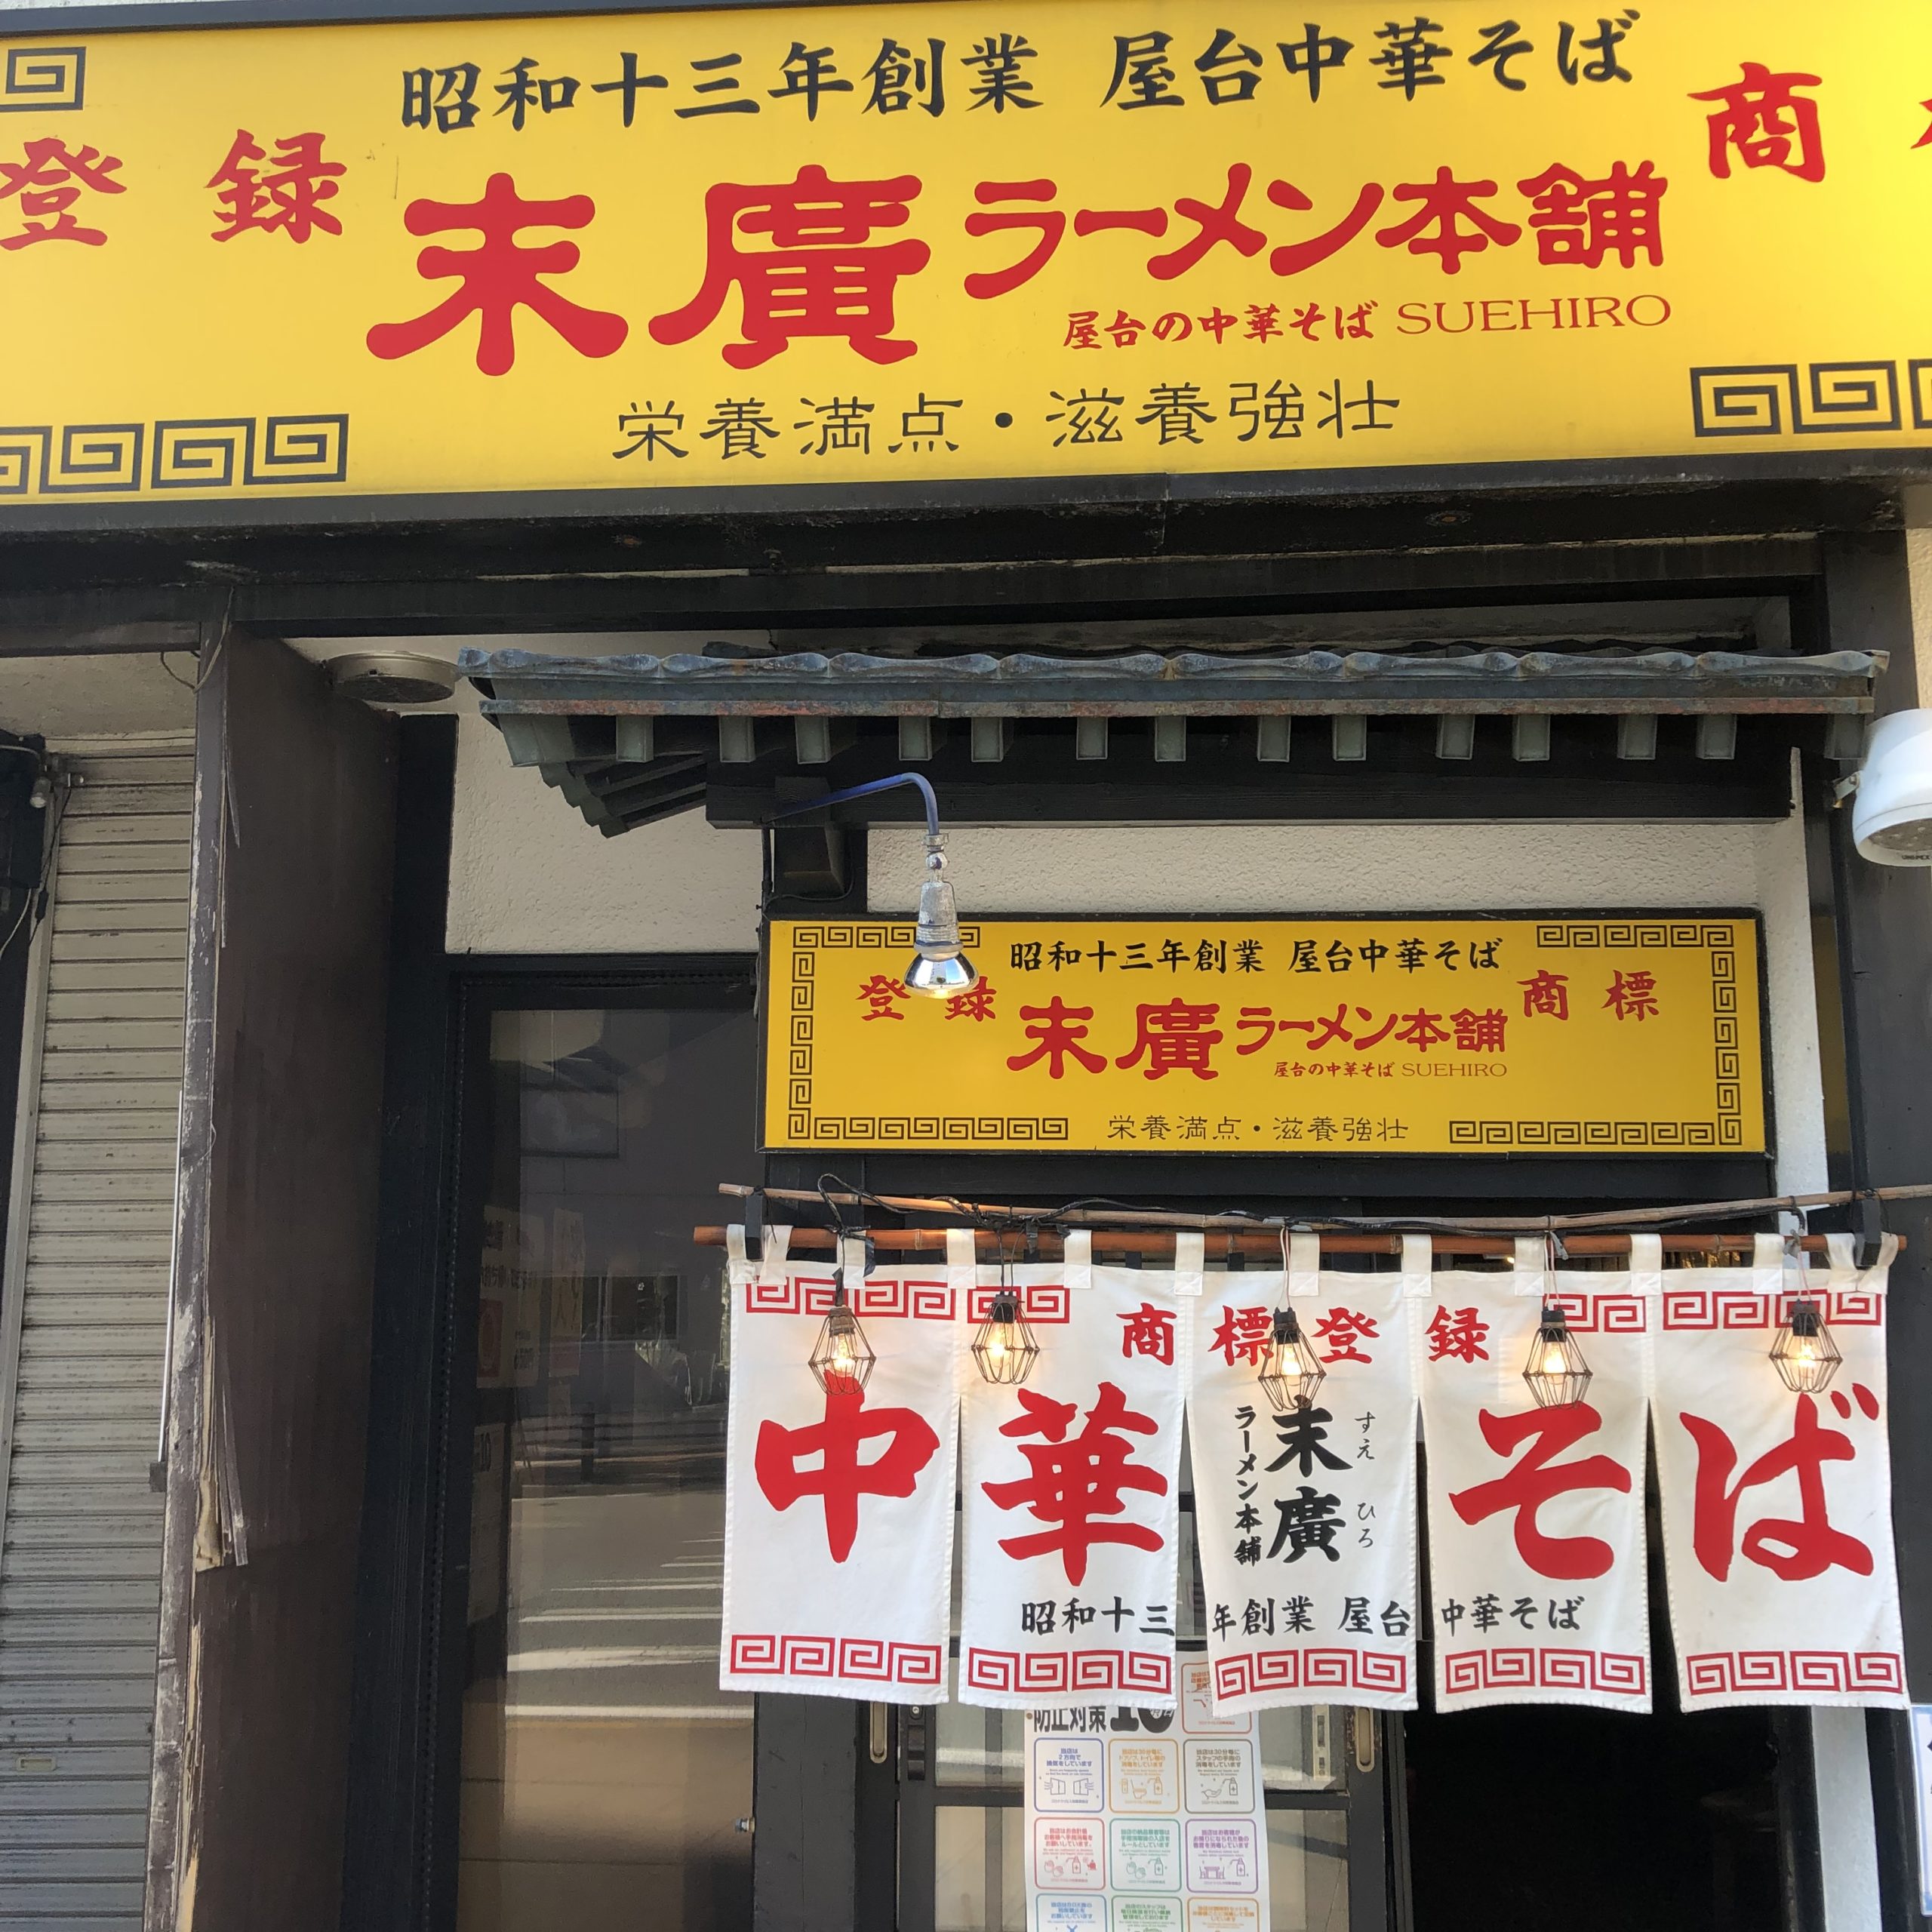 昭和十三年創業 屋台中華そば
登録 商
末廣ラーメン本舗
屋台の中華そば SUEHIRO
栄養満点・滋養強壮
昭和十三年創業 屋台中華そば
登録 商標
末廣ラーメン本舗
屋台の中華そば SUEHIRO
栄養満点・滋養強壮
商標登録
中華そば
末廣
すえひろ
ラーメン本舗
昭和十三年創業 屋台中華そば
防止対策10